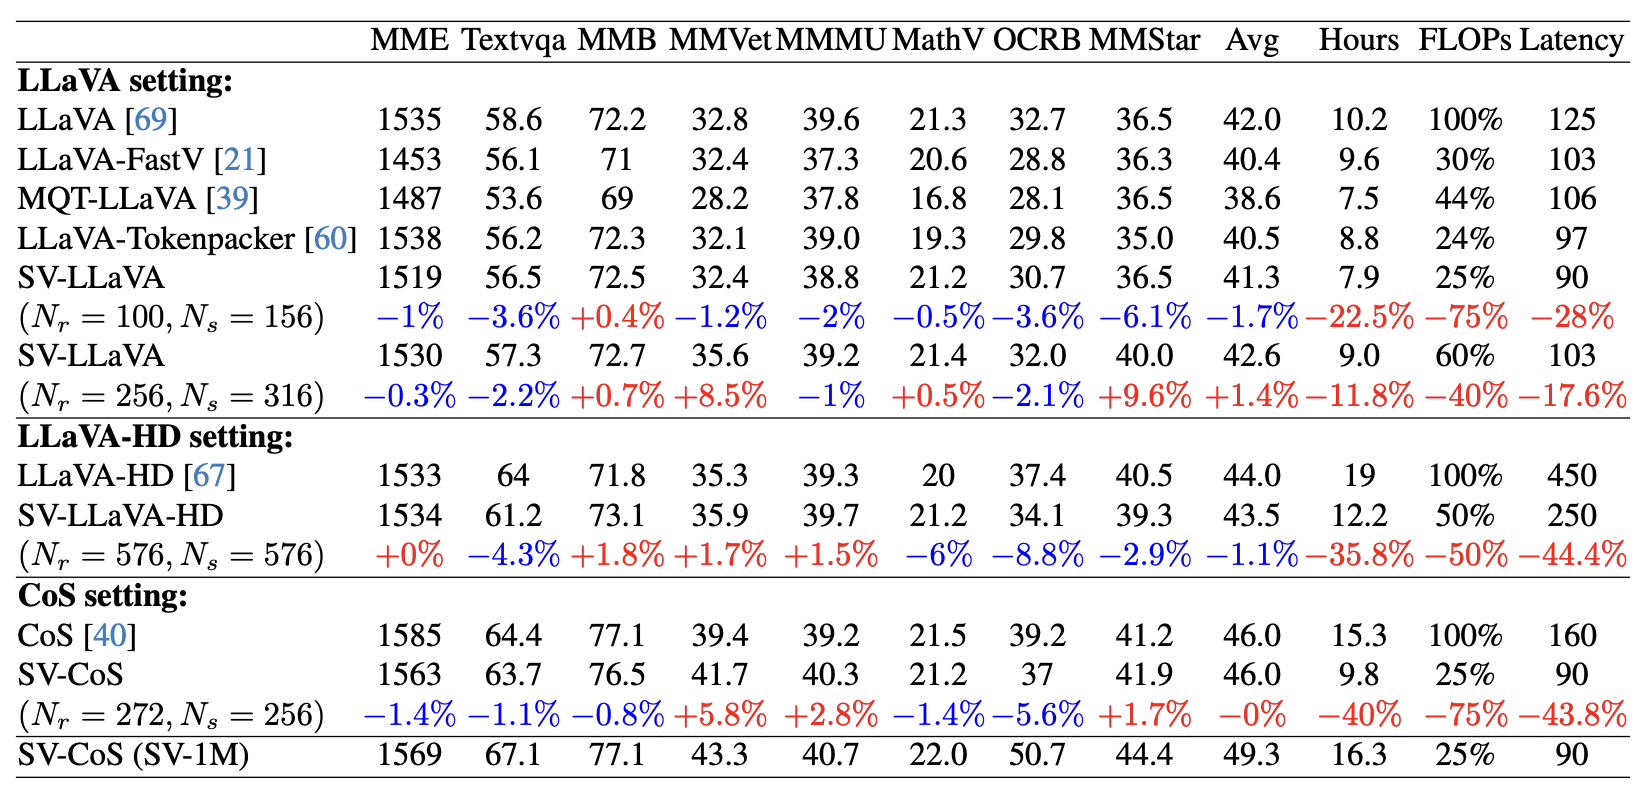 MME Textvqa MMB MMVet MMMU MathV OCRB MMStar Avg Hours FLOPs Latency
LLaVA setting:
LLaVA [69] 1535 58.6 72.2 32.8 39.6 21.3 32.7 36.5 42.0 10.2 100% 125
LLaVA-FastV [21] 1453 56.1 71 32.4 37.3 20.6 28.8 36.3 40.4 9.6 30% 103
MQT-LLaVA [39] 1487 53.6 69 28.2 37.8 16.8 28.1 36.5 38.6 7.5 44% 106
LLaVA-Tokenpacker [60] 1538 56.2 72.3 32.1 39.0 19.3 29.8 35.0 40.5 8.8 24% 97
SV-LLaVA 1519 56.5 72.5 32.4 38.8 21.2 30.7 36.5 41.3 7.9 25% 90
(Nr = 100, Ns = 156) −1% −3.6% +0.4% −1.2% −2% −0.5% −3.6% −6.1% −1.7% −22.5% −75% −28%
SV-LLaVA 1530 57.3 72.7 35.6 39.2 21.4 32.0 40.0 42.6 9.0 60% 103
(Nr = 256, Ns = 316) −0.3% −2.2% +0.7% +8.5% −1% +0.5% −2.1% +9.6% +1.4% −11.8% −40% −17.6%
LLaVA-HD setting:
LLaVA-HD [67] 1533 64 71.8 35.3 39.3 20 37.4 40.5 44.0 19 100% 450
SV-LLaVA-HD 1534 61.2 73.1 35.9 39.7 21.2 34.1 39.3 43.5 12.2 50% 250
(Nr = 576, Ns = 576) +0% −4.3% +1.8% +1.7% +1.5% −6% −8.8% −2.9% −1.1% −35.8% −50% −44.4%
CoS setting:
CoS [40] 1585 64.4 77.1 39.4 39.2 21.5 39.2 41.2 46.0 15.3 100% 160
SV-CoS 1563 63.7 76.5 41.7 40.3 21.2 37 41.9 46.0 9.8 25% 90
(Nr = 272, Ns = 256) −1.4% −1.1% −0.8% +5.8% +2.8% −1.4% −5.6% +1.7% −0% −40% −75% −43.8%
SV-CoS (SV-1M) 1569 67.1 77.1 43.3 40.7 22.0 50.7 44.4 49.3 16.3 25% 90